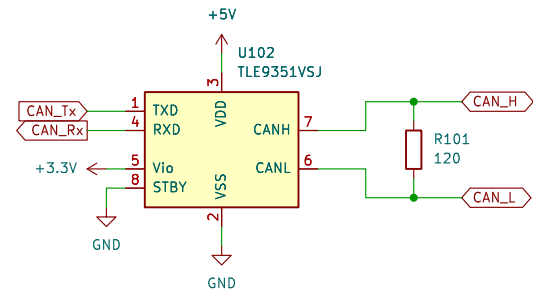 +5V
U102
TLE9351VSJ
3
CAN_Tx 1 TXD
VDD
CAN_H
CAN_Rx 4 RXD
CANH 7
R101
120
+3.3V 5 Vio
CANL 6
8 STBY
VSS
CAN_L
2
GND
GND